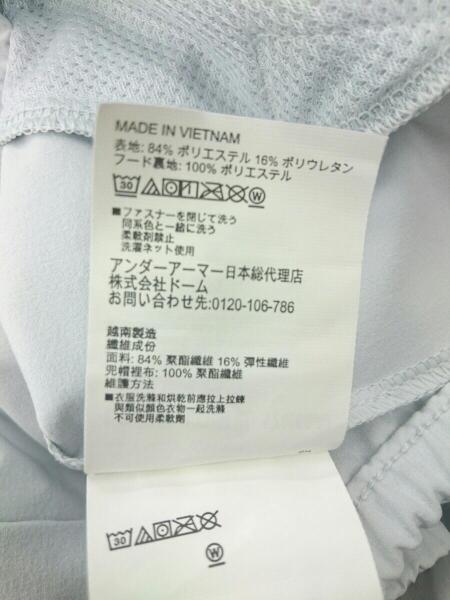 MADE IN VIETNAM
表地: 84% ポリエステル 16% ポリウレタン
フード裏地: 100% ポリエステル
30 W
■ファスナーを閉じて洗う
同系色と一緒に洗う
柔軟剤禁止
洗濯ネット使用
アンダーアーマー日本総代理店
株式会社ドーム
お問い合わせ先:0120-106-786
越南製造
纖維成份
面料: 84% 聚酯纖維 16% 彈性纖維
兜帽裡布: 100% 聚酯纖維
維護方法
■衣服洗滌和烘乾前應拉上拉鍊
與類似顏色衣物一起洗滌
不可使用柔軟劑
30
W